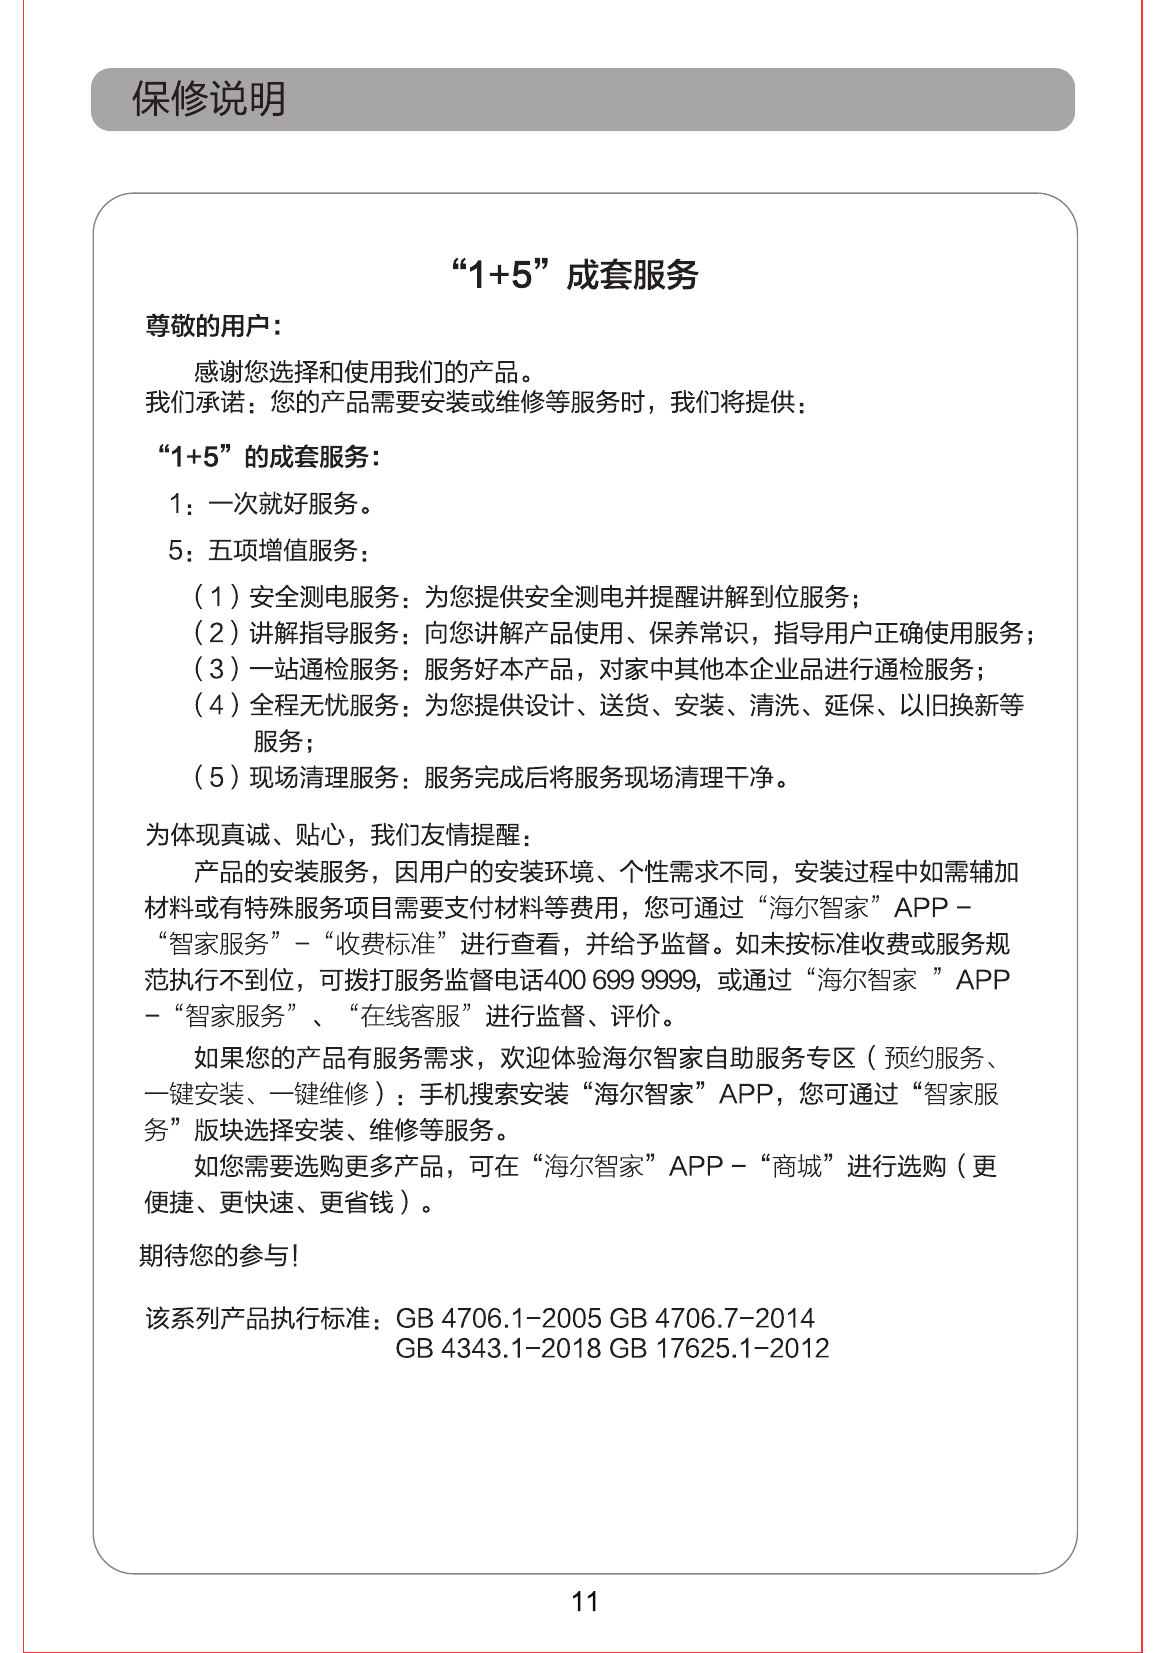 保修说明
“1+5”成套服务
尊敬的用户：
感谢您选择和使用我们的产品。
我们承诺：您的产品需要安装或维修等服务时，我们将提供：
“1+5”的成套服务：
1：一次就好服务。
5：五项增值服务：
（1）安全测电服务：为您提供安全测电并提醒讲解到位服务；
（2）讲解指导服务：向您讲解产品使用、保养常识，指导用户正确使用服务；
（3）一站通检服务：服务好本产品，对家中其他本企业品进行通检服务；
（4）全程无忧服务：为您提供设计、送货、安装、清洗、延保、以旧换新等
服务；
（5）现场清理服务：服务完成后将服务现场清理干净。
为体现真诚、贴心，我们友情提醒：
产品的安装服务，因用户的安装环境、个性需求不同，安装过程中如需辅加
材料或有特殊服务项目需要支付材料等费用，您可通过“海尔智家”APP－
“智家服务”－“收费标准”进行查看，并给予监督。如未按标准收费或服务规
范执行不到位，可拨打服务监督电话400 699 9999，或通过“海尔智家 ”APP
－“智家服务”、“在线客服”进行监督、评价。
如果您的产品有服务需求，欢迎体验海尔智家自助服务专区（预约服务、
一键安装、一键维修）：手机搜索安装“海尔智家”APP，您可通过“智家服
务”版块选择安装、维修等服务。
如您需要选购更多产品，可在“海尔智家”APP－“商城”进行选购（更
便捷、更快速、更省钱）。
期待您的参与！
该系列产品执行标准：GB 4706.1-2005 GB 4706.7-2014
GB 4343.1-2018 GB 17625.1-2012
11